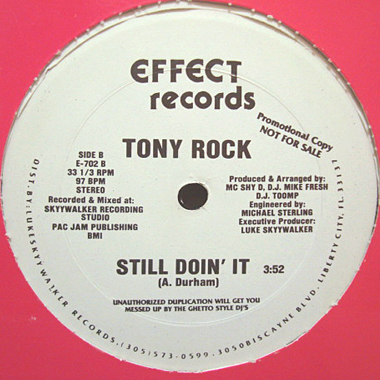 EFFECT
records
Promotional Copy
NOT FOR SALE
SIDE B
E-702 B
33 1/3 RPM
97 BPM
STEREO
Recorded & Mixed at:
SKYWALKER RECORDING
STUDIO
PAC JAM PUBLISHING
BMI
TONY ROCK
Produced & Arranged by:
MC SHY D, D.J. MIKE FRESH
D.J. TOOMP
Engineered by:
MICHAEL STERLING
Executive Producer:
LUKE SKYWALKER
STILL DOIN' IT 3:52
(A. Durham)
UNAUTHORIZED DUPLICATION WILL GET YOU
MESSED UP BY THE GHETTO STYLE DJ'S
DIST. BY: LUKE SKYYWALKER RECORDS, (305) 573-0599 - 3050 BISCAYNE BLVD. LIBERTY CITY, FL. 33137